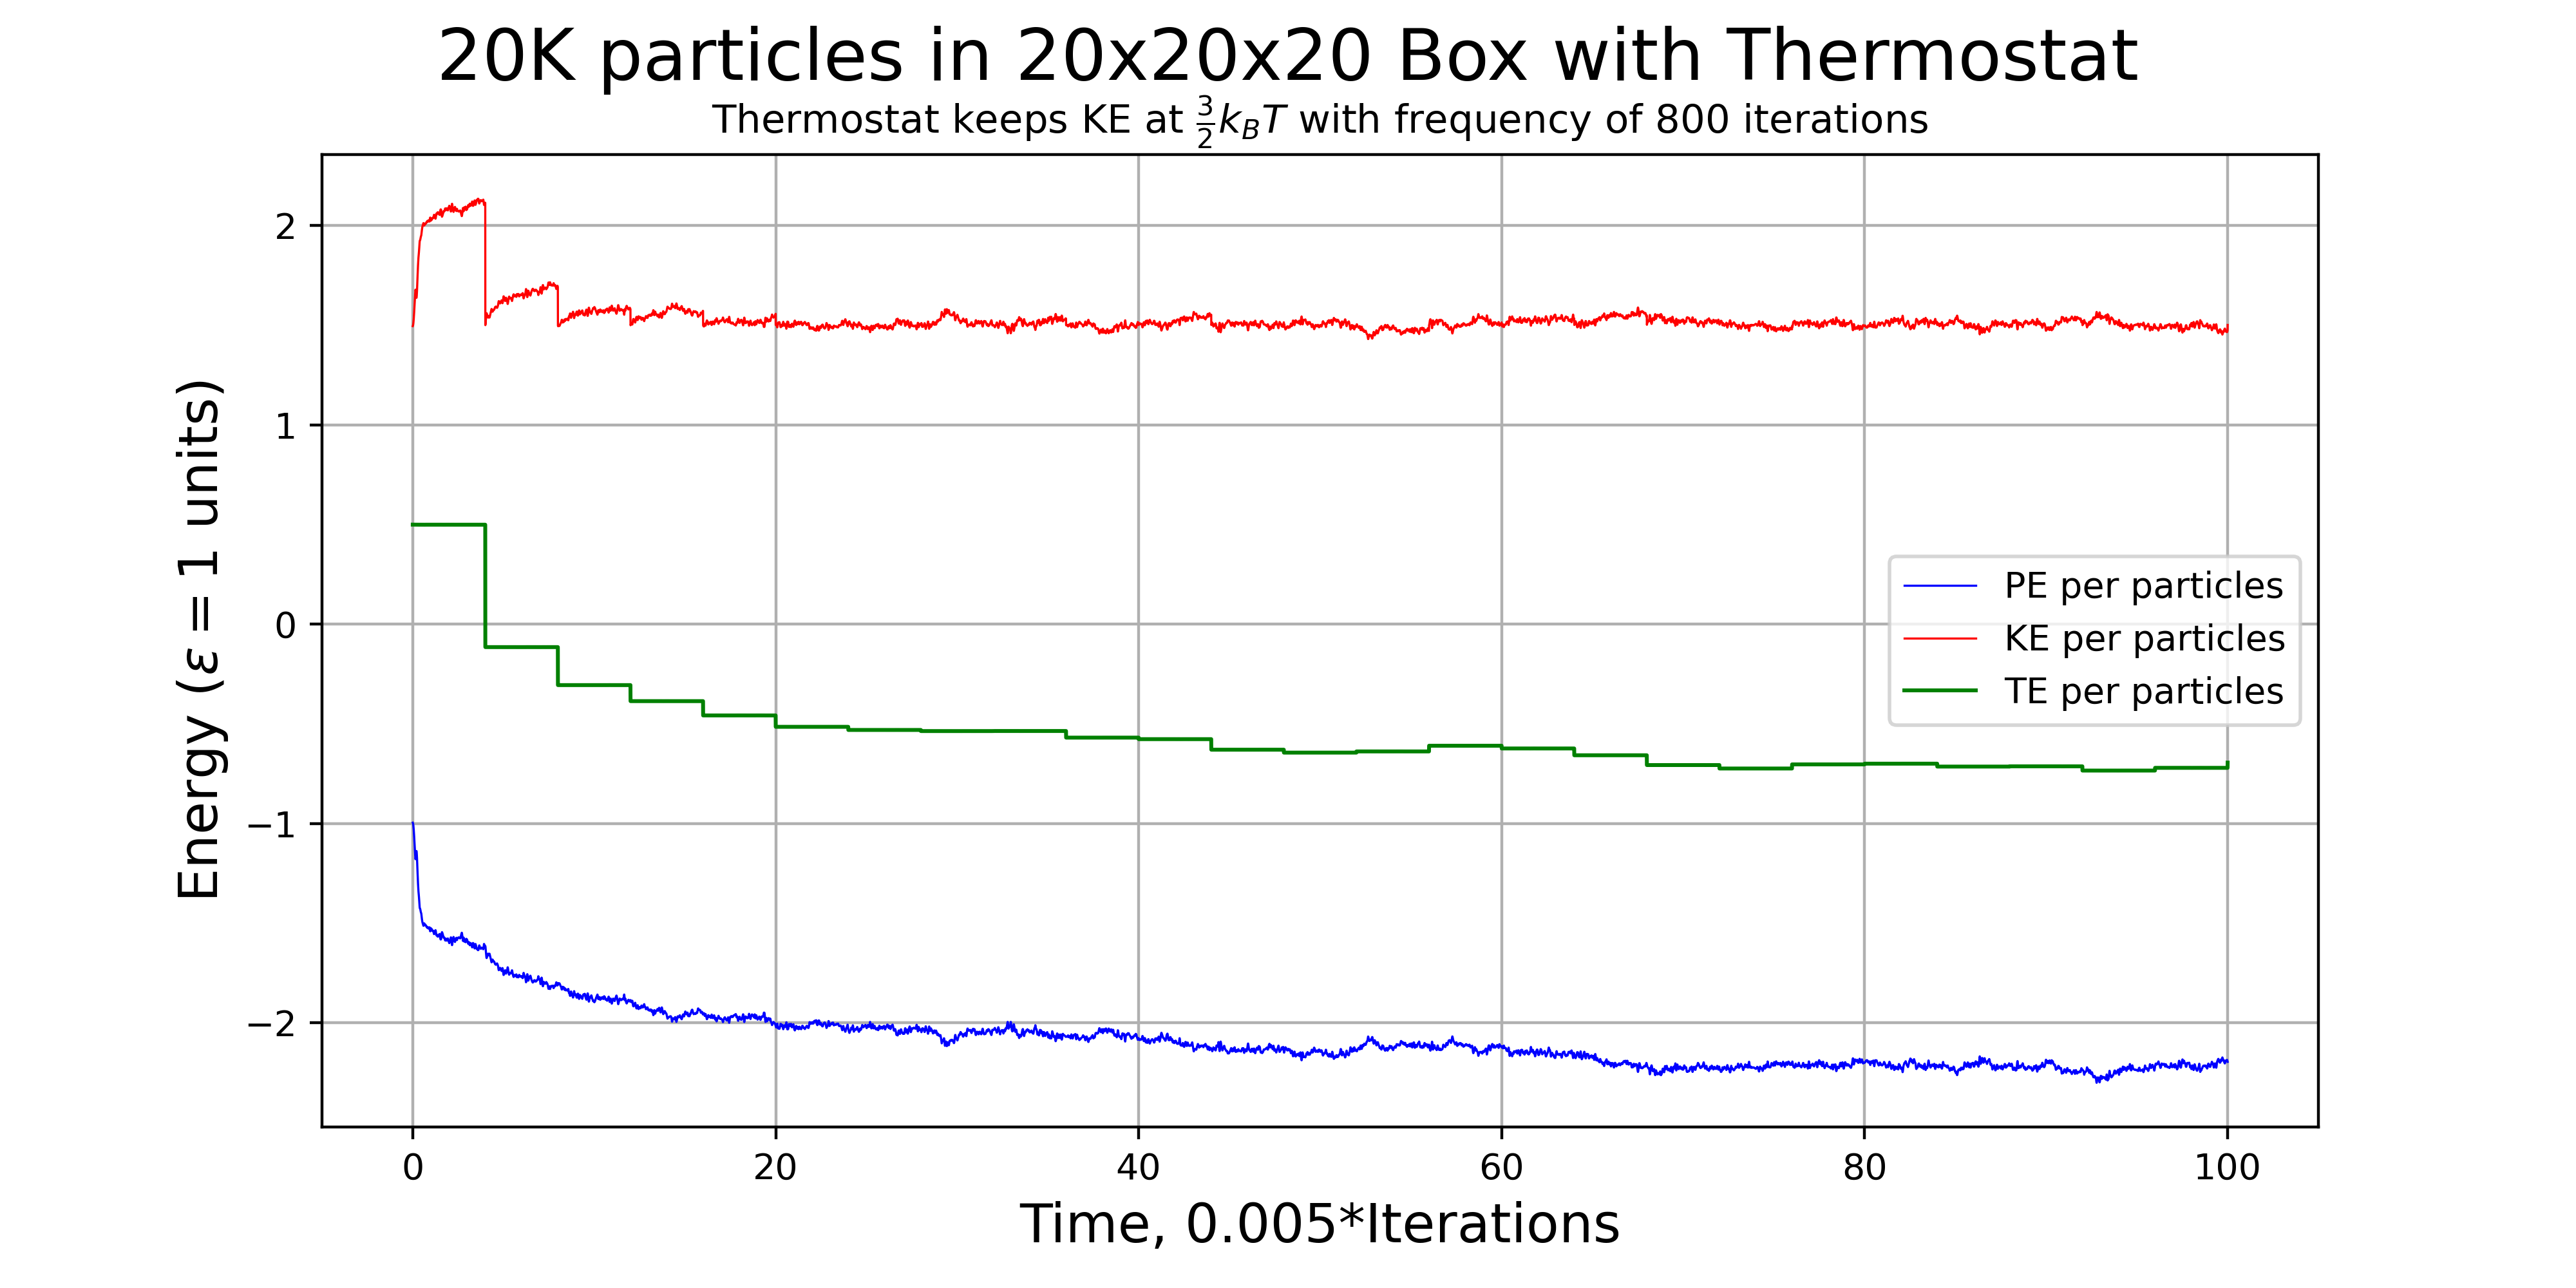 20K particles in 20x20x20 Box with Thermostat
Thermostat keeps KE at $\frac{3}{2}k_BT$ with frequency of 800 iterations
Energy (ε = 1 units)
2
1
0
−1
−2
PE per particles
KE per particles
TE per particles
0 20 40 60 80 100
Time, 0.005*Iterations